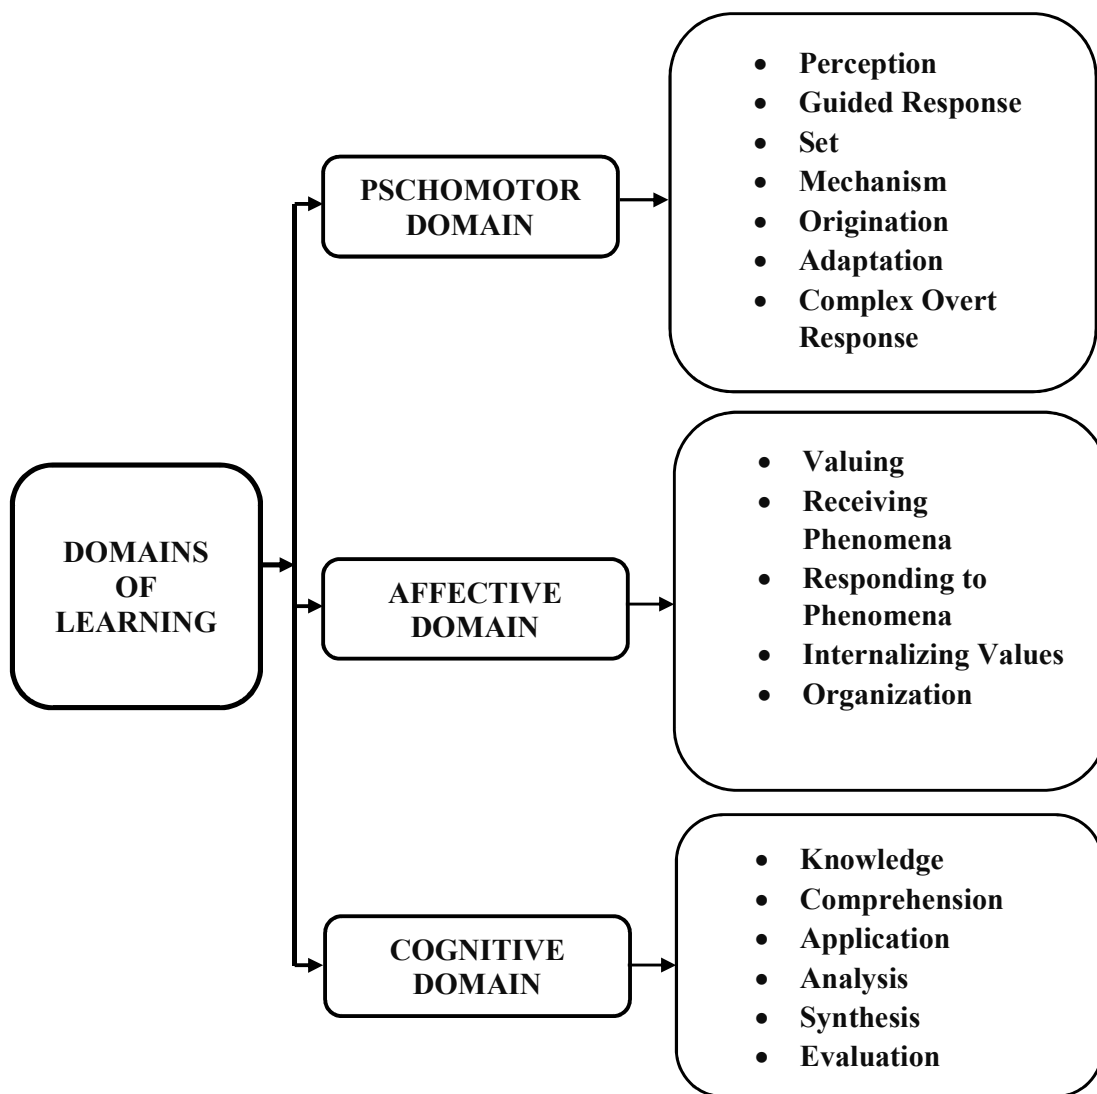 DOMAINS
OF
LEARNING
PSCHOMOTOR
DOMAIN
• Perception
• Guided Response
• Set
• Mechanism
• Origination
• Adaptation
• Complex Overt
Response
AFFECTIVE
DOMAIN
• Valuing
• Receiving
Phenomena
• Responding to
Phenomena
• Internalizing Values
• Organization
COGNITIVE
DOMAIN
• Knowledge
• Comprehension
• Application
• Analysis
• Synthesis
• Evaluation